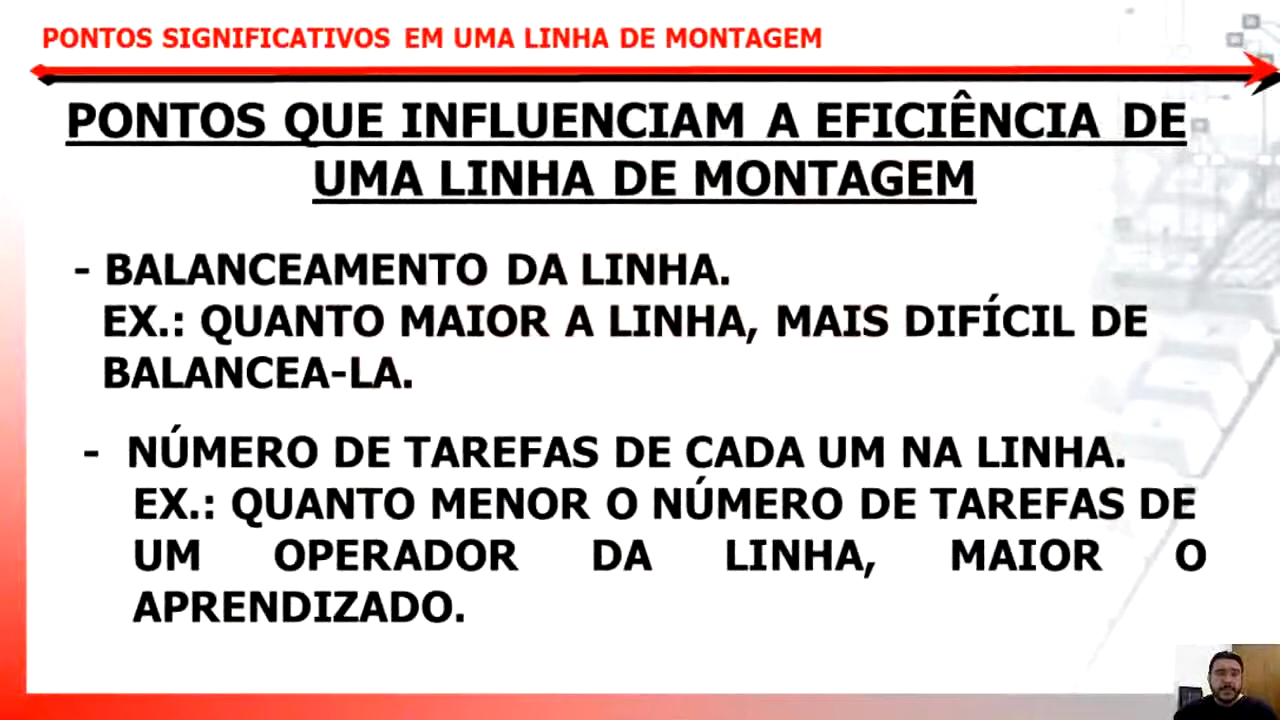 PONTOS SIGNIFICATIVOS EM UMA LINHA DE MONTAGEM
PONTOS QUE INFLUENCIAM A EFICIÊNCIA DE
UMA LINHA DE MONTAGEM
- BALANCEAMENTO DA LINHA.
EX.: QUANTO MAIOR A LINHA, MAIS DIFÍCIL DE
BALANCEA-LA.
- NÚMERO DE TAREFAS DE CADA UM NA LINHA.
EX.: QUANTO MENOR O NÚMERO DE TAREFAS DE
UM OPERADOR DA LINHA, MAIOR O
APRENDIZADO.